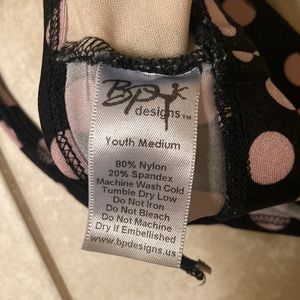 BP
designs™
Youth Medium
80% Nylon
20% Spandex
Machine Wash Cold
Tumble Dry Low
Do Not Iron
Do Not Bleach
Do Not Machine
Dry if Embellished
www.bpdesigns.us